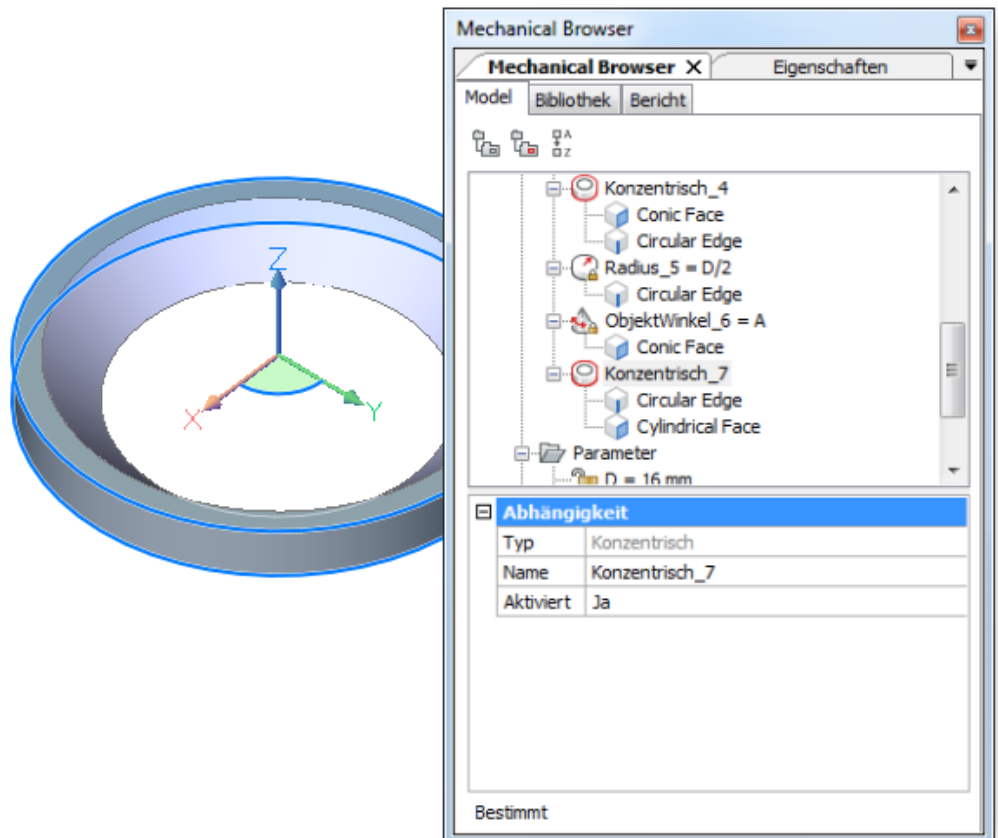 Mechanical Browser
Mechanical Browser X Eigenschaften
Model Bibliothek Bericht
Konzentrisch_4
Conic Face
Circular Edge
Radius_5 = D/2
Circular Edge
ObjektWinkel_6 = A
Conic Face
Konzentrisch_7
Circular Edge
Cylindrical Face
Parameter
D = 16 mm
Abhängigkeit
Typ Konzentrisch
Name Konzentrisch_7
Aktiviert Ja
Bestimmt
Z
X
Y